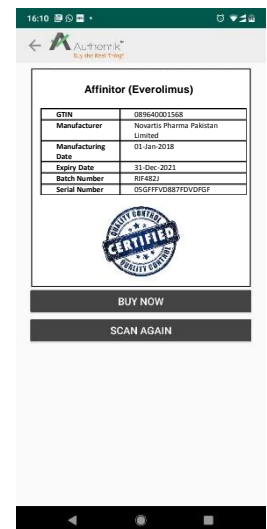 16:10
Authentik
Buy the Real Thing!
Affinitor (Everolimus)
GTIN 089640001568
Manufacturer Novartis Pharma Pakistan
Limited
Manufacturing 01-Jan-2018
Date
Expiry Date 31-Dec-2021
Batch Number RIF482J
Serial Number 05GFFFVD887FDVDFGF
QUALITY CONTROL
CERTIFIED
QUALITY CONTROL
BUY NOW
SCAN AGAIN